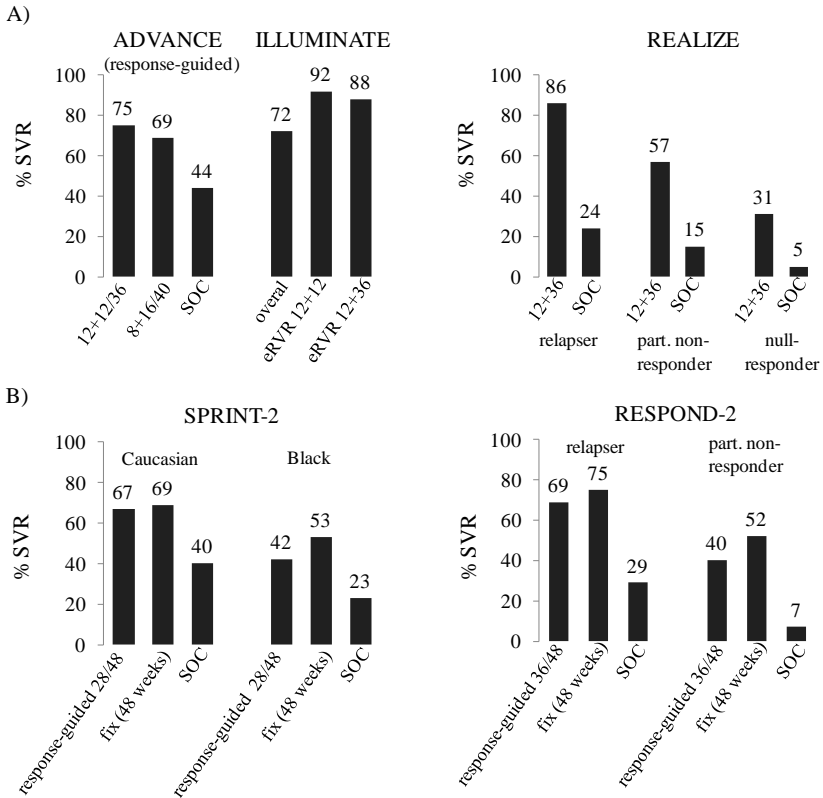 A)
ADVANCE
(response-guided)
ILLUMINATE
% SVR
100
80
60
40
20
0
75
69
44
72
92
88
12+12/36
8+16/40
SOC
overal
eRVR 12+12
eRVR 12+36
REALIZE
% SVR
100
80
60
40
20
0
86
24
57
15
31
5
12+36
SOC
12+36
SOC
12+36
SOC
relapser
part. non-
responder
null-
responder
B)
SPRINT-2
% SVR
100
80
60
40
20
0
Caucasian
Black
67
69
40
42
53
23
response-guided 28/48
fix (48 weeks)
SOC
response-guided 28/48
fix (48 weeks)
SOC
RESPOND-2
% SVR
100
80
60
40
20
0
relapser
part. non-
responder
69
75
29
40
52
7
response-guided 36/48
fix (48 weeks)
SOC
response-guided 36/48
fix (48 weeks)
SOC